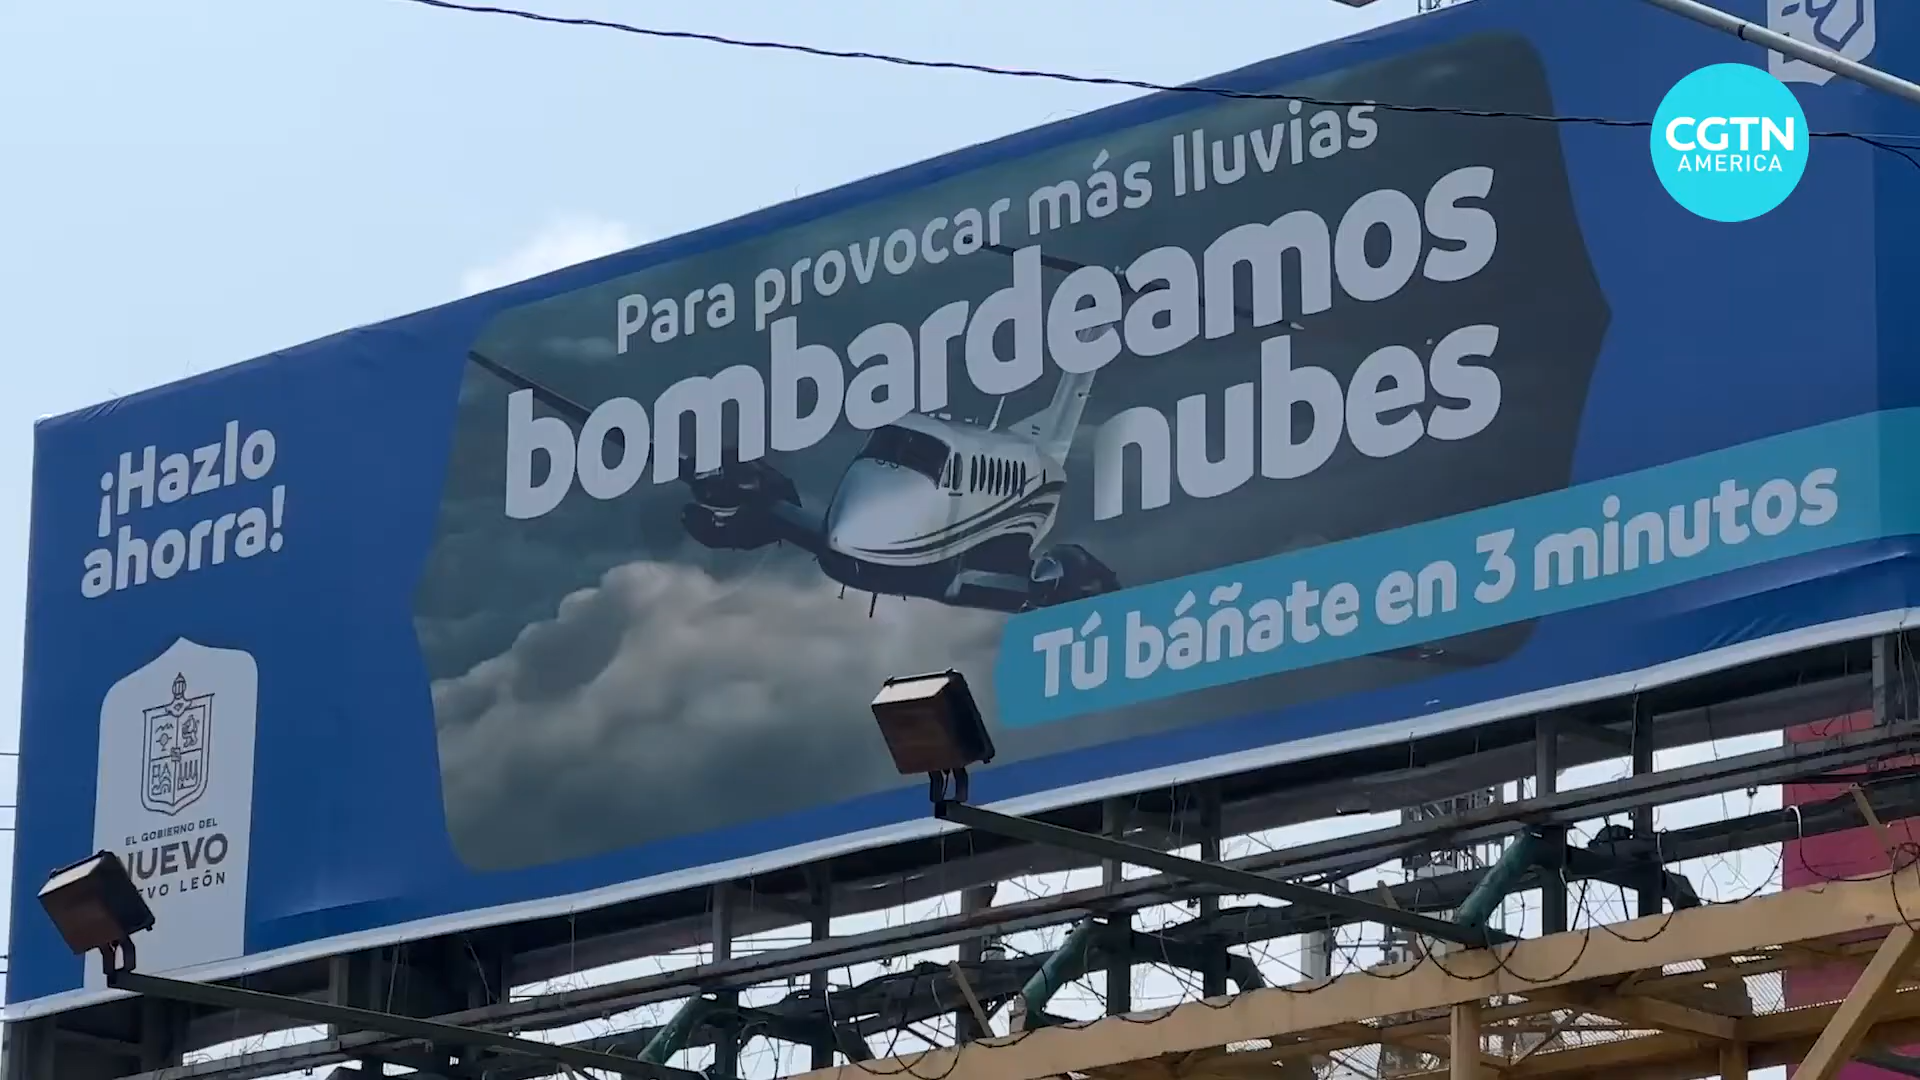 Para provocar más lluvias
bombardeamos
nubes
Tú báñate en 3 minutos
¡Hazlo
ahorra!
EL GOBIERNO DEL
NUEVO
LEÓN
CGTN
AMERICA